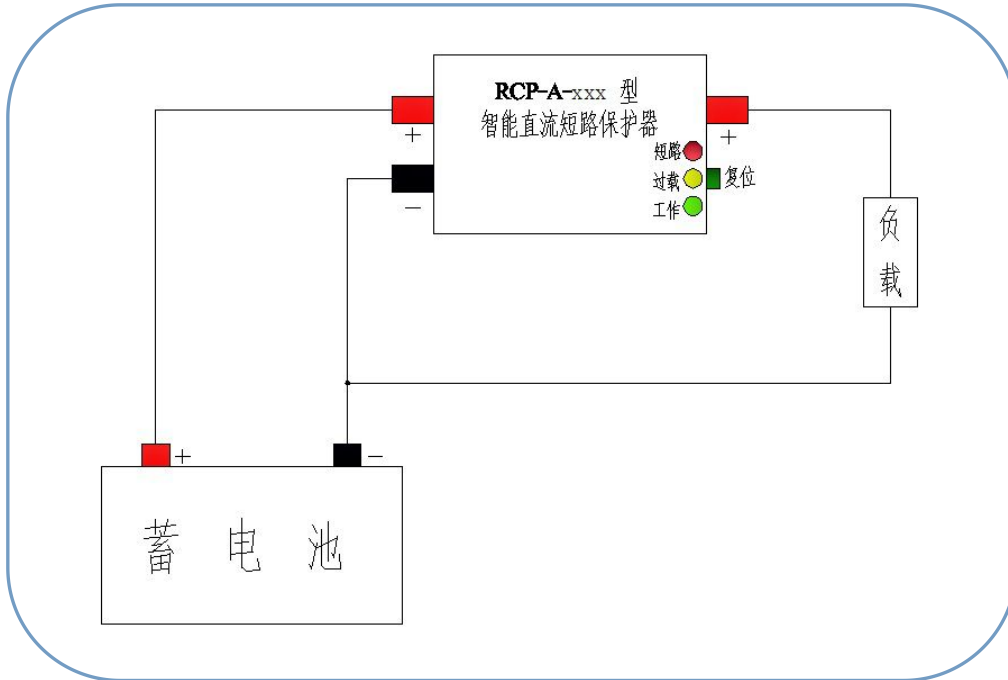 RCP-A-xxx 型
智能直流短路保护器
+
+
短路
过载
复位
−
工作
负
载
+
−
蓄电池